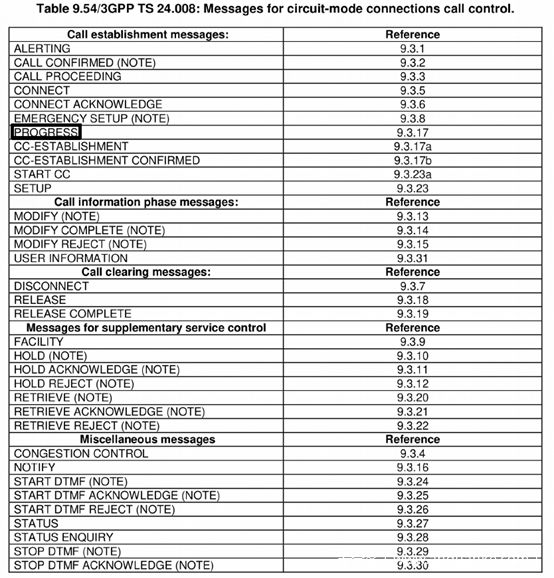 Table 9.54/3GPP TS 24.008: Messages for circuit-mode connections call control.
Call establishment messages: Reference
ALERTING 9.3.1
CALL CONFIRMED (NOTE) 9.3.2
CALL PROCEEDING 9.3.3
CONNECT 9.3.5
CONNECT ACKNOWLEDGE 9.3.6
EMERGENCY SETUP (NOTE) 9.3.8
PROGRESS 9.3.17
CC-ESTABLISHMENT 9.3.17a
CC-ESTABLISHMENT CONFIRMED 9.3.17b
START CC 9.3.23a
SETUP 9.3.23
Call information phase messages: Reference
MODIFY (NOTE) 9.3.13
MODIFY COMPLETE (NOTE) 9.3.14
MODIFY REJECT (NOTE) 9.3.15
USER INFORMATION 9.3.31
Call clearing messages: Reference
DISCONNECT 9.3.7
RELEASE 9.3.18
RELEASE COMPLETE 9.3.19
Messages for supplementary service control Reference
FACILITY 9.3.9
HOLD (NOTE) 9.3.10
HOLD ACKNOWLEDGE (NOTE) 9.3.11
HOLD REJECT (NOTE) 9.3.12
RETRIEVE (NOTE) 9.3.20
RETRIEVE ACKNOWLEDGE (NOTE) 9.3.21
RETRIEVE REJECT (NOTE) 9.3.22
Miscellaneous messages Reference
CONGESTION CONTROL 9.3.4
NOTIFY 9.3.16
START DTMF (NOTE) 9.3.24
START DTMF ACKNOWLEDGE (NOTE) 9.3.25
START DTMF REJECT (NOTE) 9.3.26
STATUS 9.3.27
STATUS ENQUIRY 9.3.28
STOP DTMF (NOTE) 9.3.29
STOP DTMF ACKNOWLEDGE (NOTE) 9.3.30